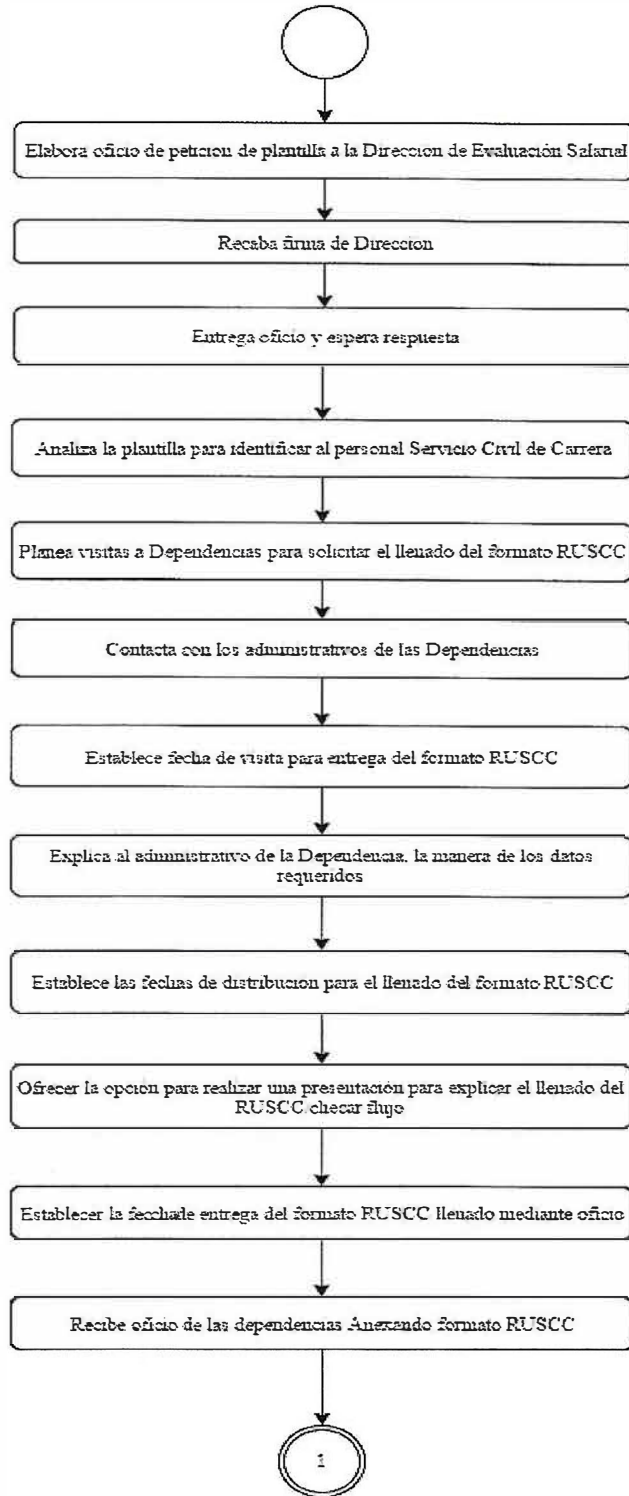 Elabora oficio de peticion de plantilla a la Direccion de Evaluación Salarial
Recaba firma de Direccion
Entrega oficio y espera respuesta
Analiza la plantilla para identificar al personal Servicio Civil de Carrera
Planea visitas a Dependencias para solicitar el llenado del formato RUSCC
Contacta con los administrativos de las Dependencias
Establece fecha de visita para entrega del formato RUSCC
Explica al administrativo de la Dependencia, la manera de los datos
requeridos
Establece las fechas de distribucion para el llenado del formato RUSCC
Ofrecer la opción para realizar una presentación para explicar el llenado del
RUSCC checar flujo
Establecer la fecchade entrega del formato RUSCC llenado mediante oficio
Recibe oficio de las dependencias Anexando formato RUSCC
1